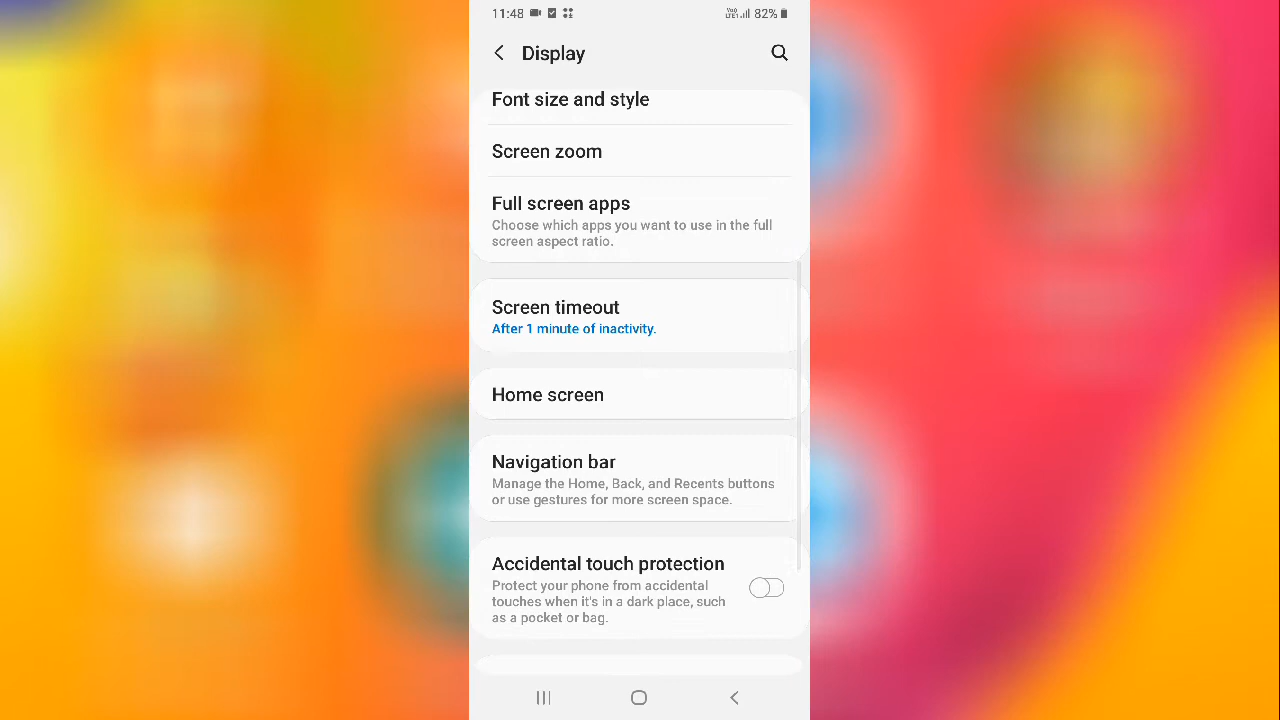 11:48
82%
Display
Font size and style
Screen zoom
Full screen apps
Choose which apps you want to use in the full
screen aspect ratio.
Screen timeout
After 1 minute of inactivity.
Home screen
Navigation bar
Manage the Home, Back, and Recents buttons
or use gestures for more screen space.
Accidental touch protection
Protect your phone from accidental
touches when it's in a dark place, such
as a pocket or bag.